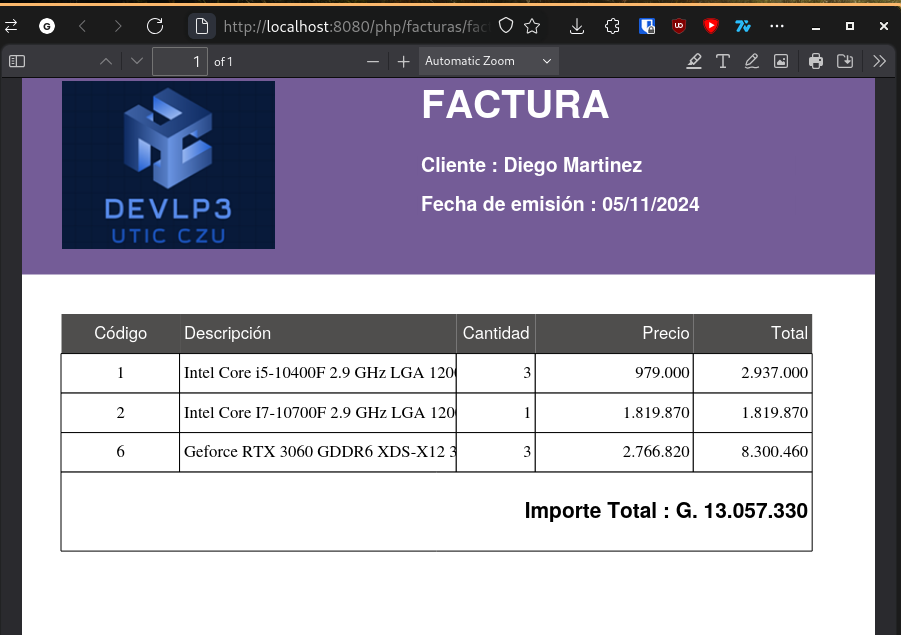 G
http://localhost:8080/php/facturas/fac
UD
1 of 1
Automatic Zoom
DEVLP3
UTIC CZU
FACTURA
Cliente : Diego Martinez
Fecha de emisión : 05/11/2024
Código Descripción Cantidad Precio Total
1 Intel Core i5-10400F 2.9 GHz LGA 120 3 979.000 2.937.000
2 Intel Core I7-10700F 2.9 GHz LGA 120 1 1.819.870 1.819.870
6 Geforce RTX 3060 GDDR6 XDS-X12 3 3 2.766.820 8.300.460
Importe Total : G. 13.057.330